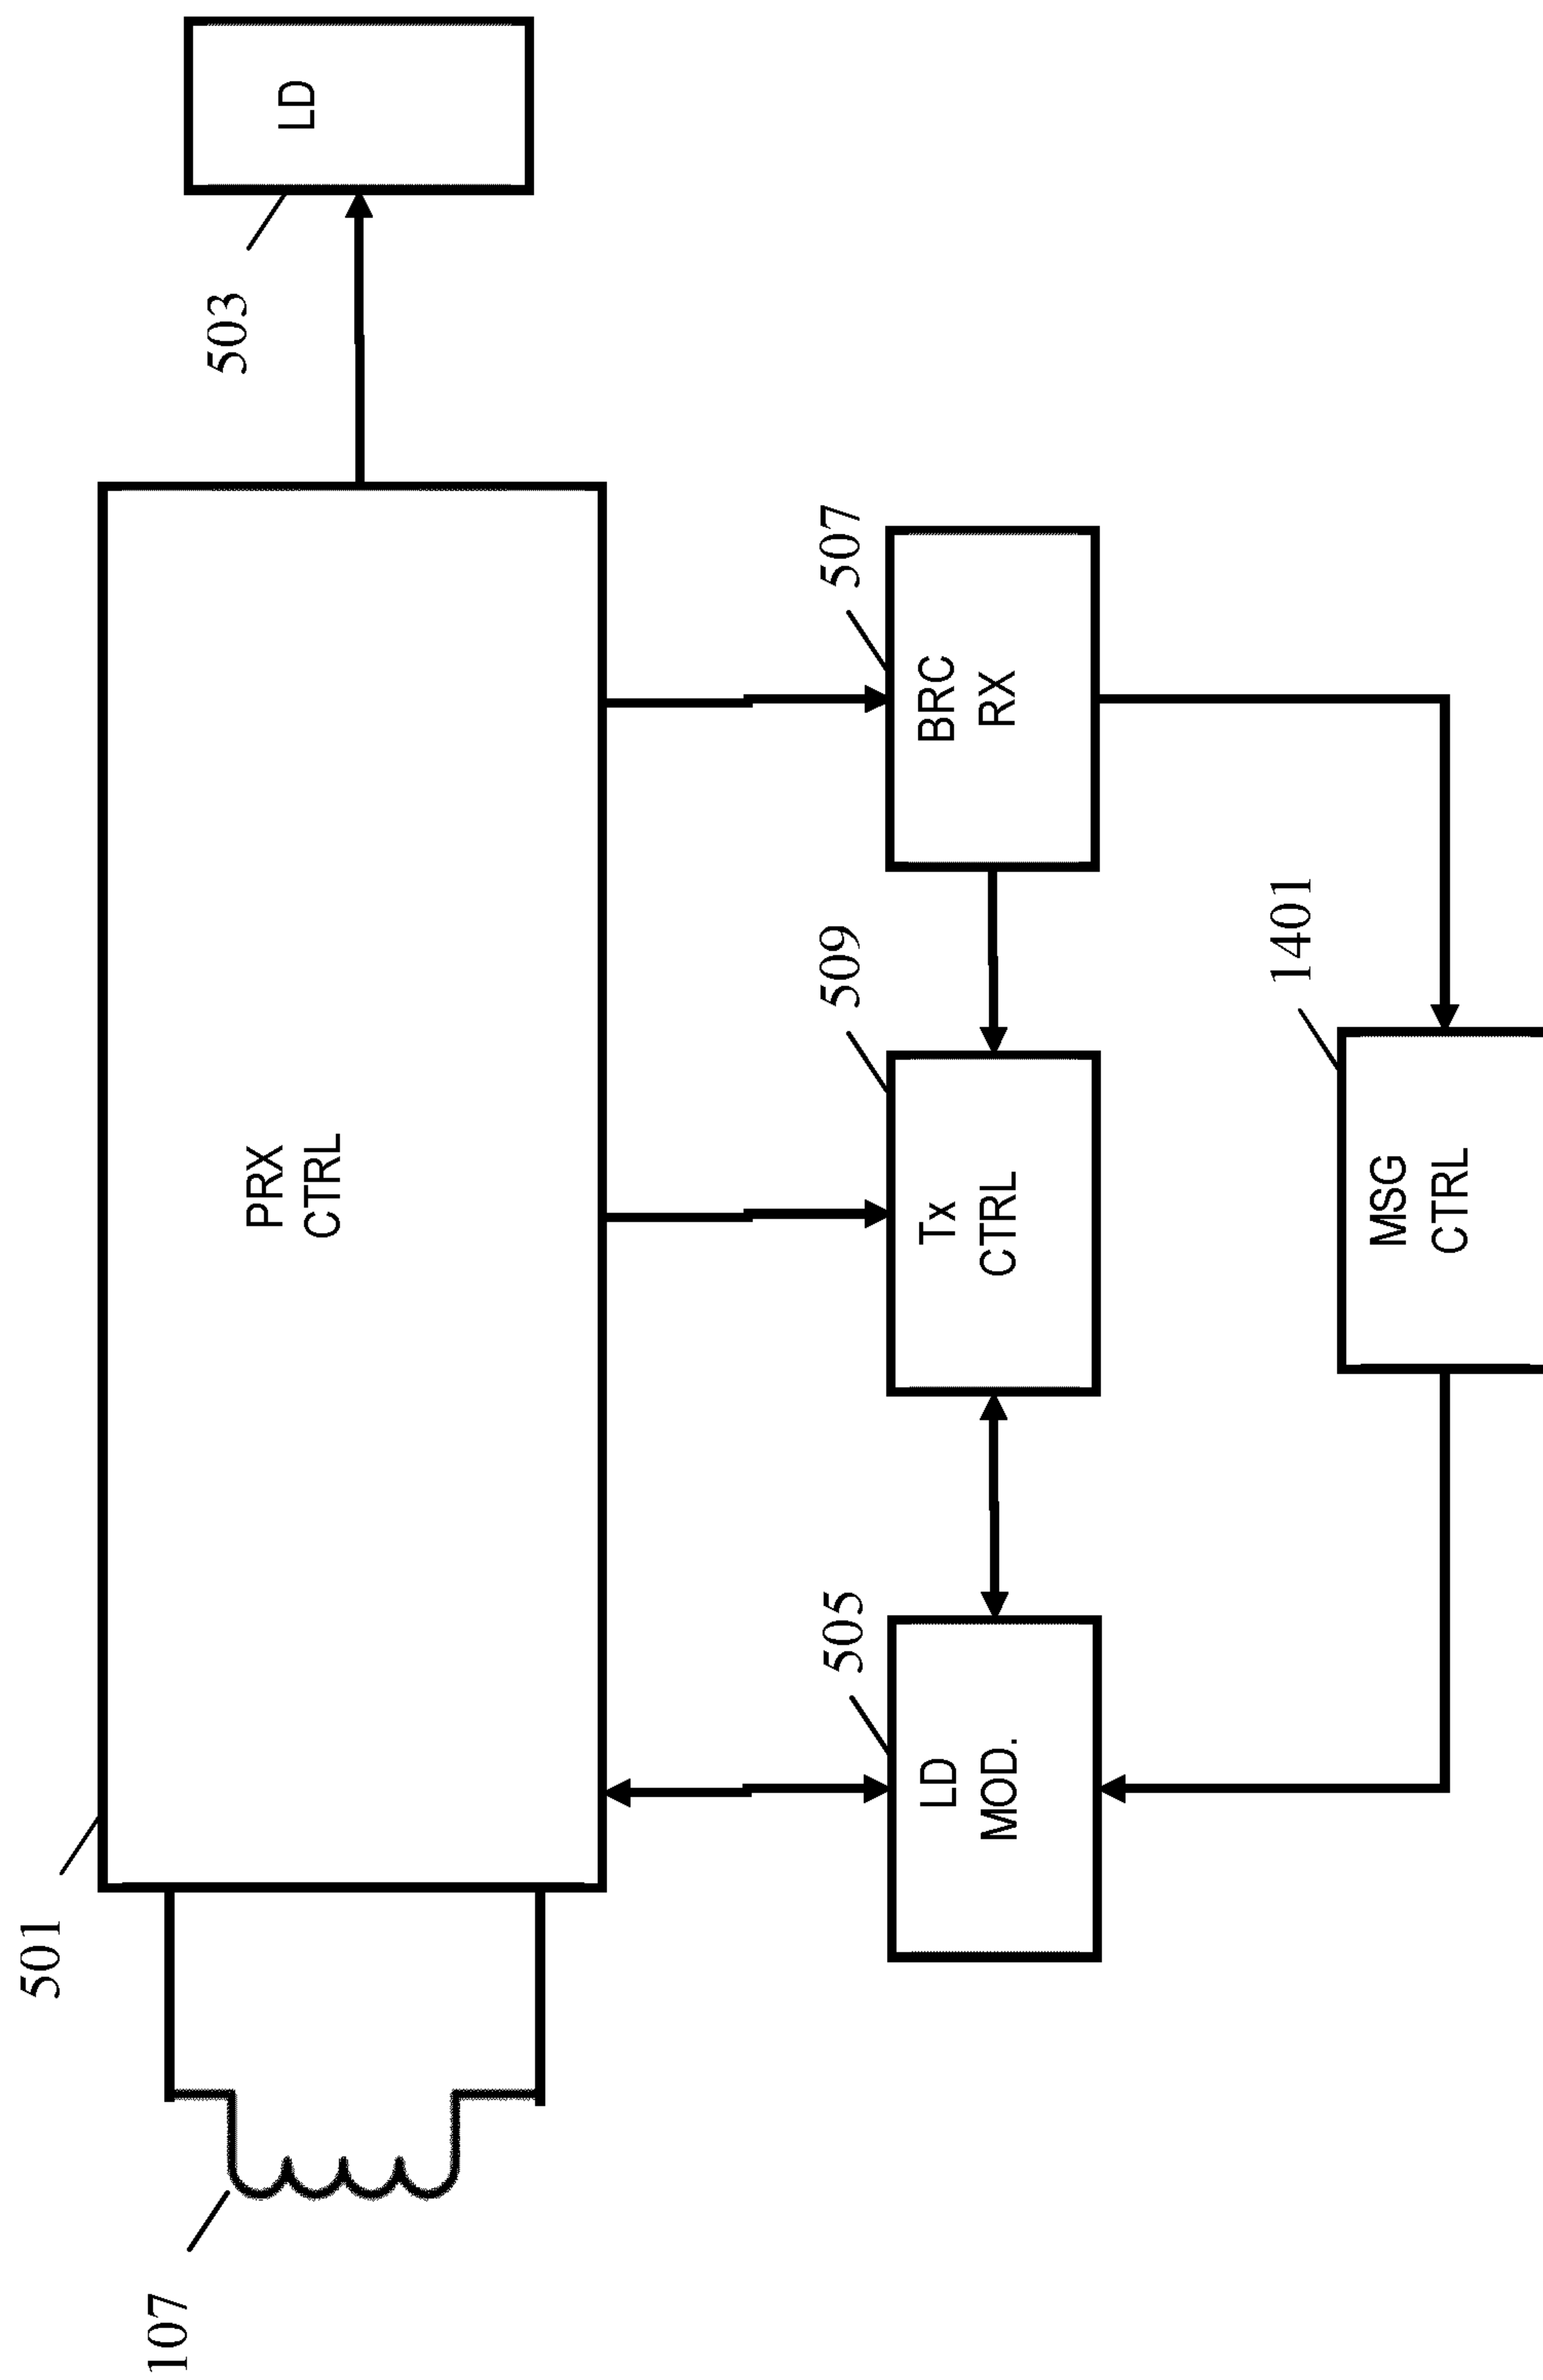 107
501
PRX
CTRL
503
LD
505
LD
MOD.
509
Tx
CTRL
507
BRC
RX
1401
MSG
CTRL